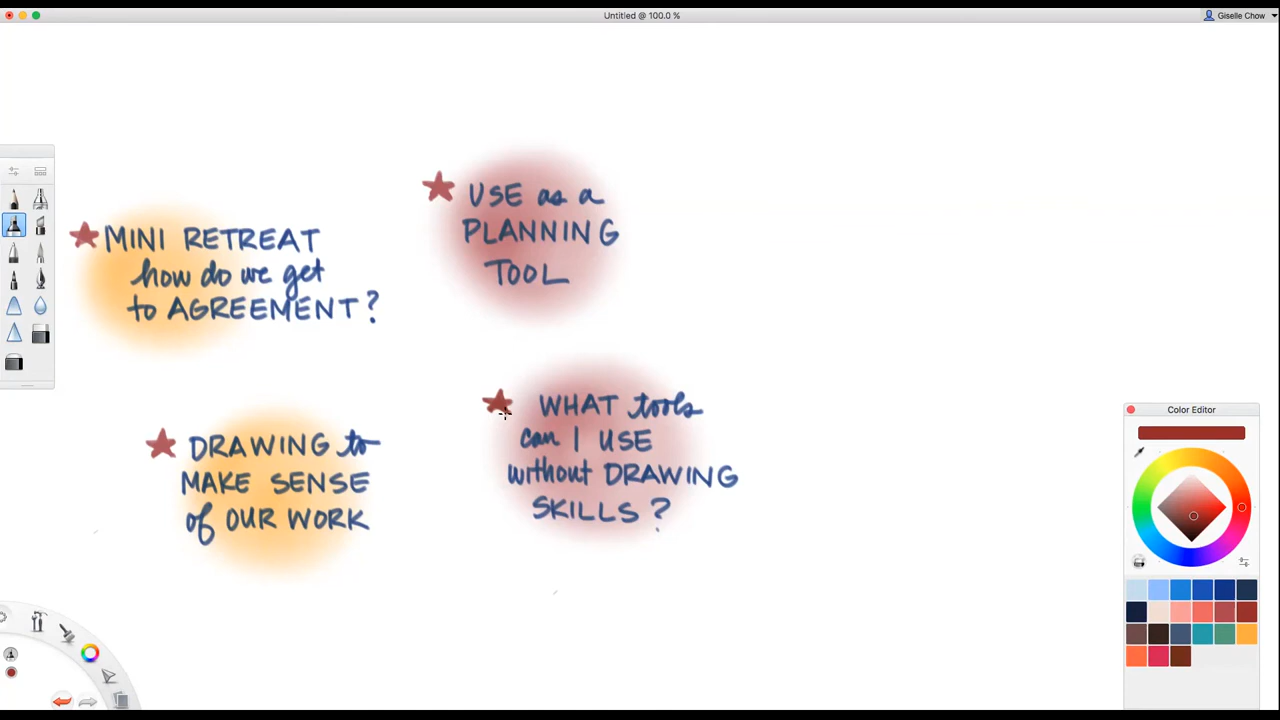 Untitled @ 100.0 %
Giselle Chow
MINI RETREAT
how do we get
to AGREEMENT?
USE as a
PLANNING
TOOL
DRAWING to
MAKE SENSE
of OUR WORK
WHAT tools
can I USE
without DRAWING
SKILLS?
Color Editor